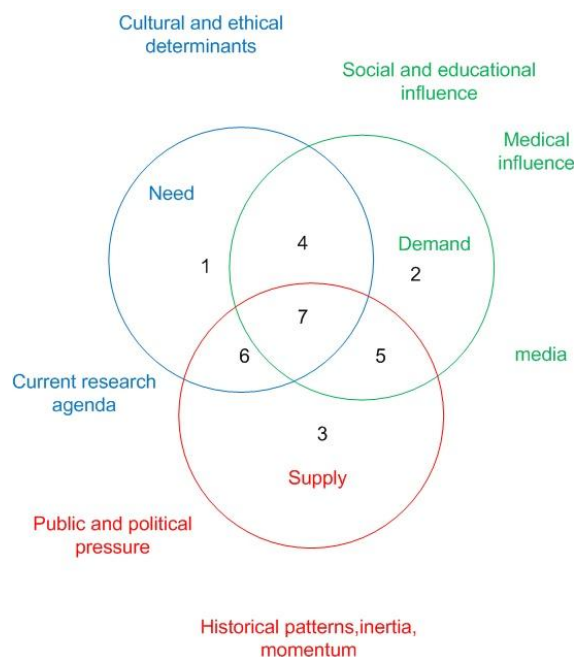 Cultural and ethical
determinants
Social and educational
influence
Medical
influence
Need
Demand
4
1
2
7
6
5
media
Current research
agenda
3
Supply
Public and political
pressure
Historical patterns,inertia,
momentum